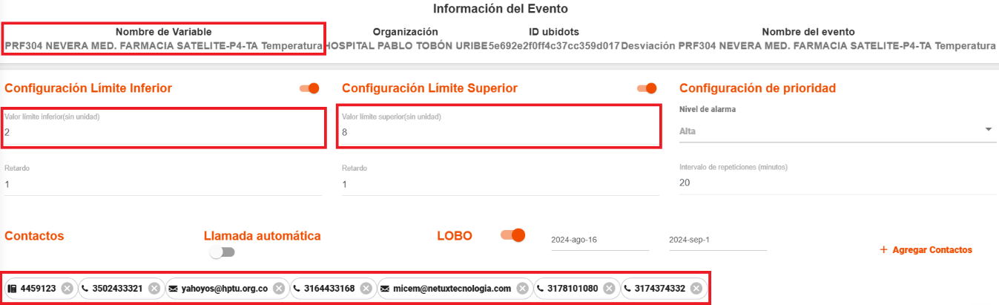 Información del Evento
Nombre de Variable Organización ID ubidots Nombre del evento
PRF304 NEVERA MED. FARMACIA SATELITE-P4-TA Temperatura HOSPITAL PABLO TOBÓN URIBE 5e692e2f0ff4c37cc359d017 Desviación PRF304 NEVERA MED. FARMACIA SATELITE-P4-TA Temperatura
Configuración Límite Inferior Configuración Límite Superior Configuración de prioridad
Valor límite inferior(sin unidad) Valor límite superior(sin unidad) Nivel de alarma
2 8 Alta
Retardo Retardo Intervalo de repeticiones (minutos)
1 1 20
Contactos Llamada automática LOBO 2024-ago-16 2024-sep-1
+ Agregar Contactos
4459123 3502433321 yahoyos@hptu.org.co 3164433168 micem@netuxtecnologia.com 3178101080 3174374332